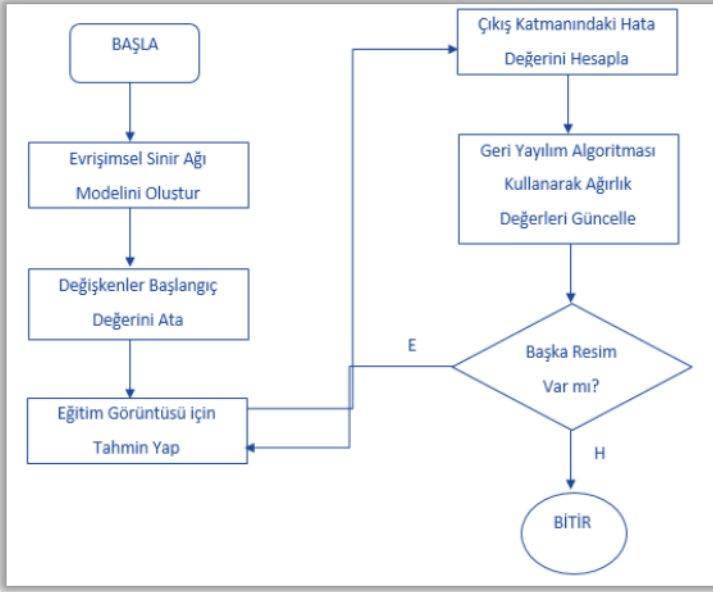 BAŞLA
Evrişimsel Sinir Ağı
Modelini Oluştur
Değişkenler Başlangıç
Değerini Ata
Eğitim Görüntüsü için
Tahmin Yap
Çıkış Katmanındaki Hata
Değerini Hesapla
Geri Yayılım Algoritması
Kullanarak Ağırlık
Değerleri Güncelle
Başka Resim
Var mı?
E
H
BİTİR